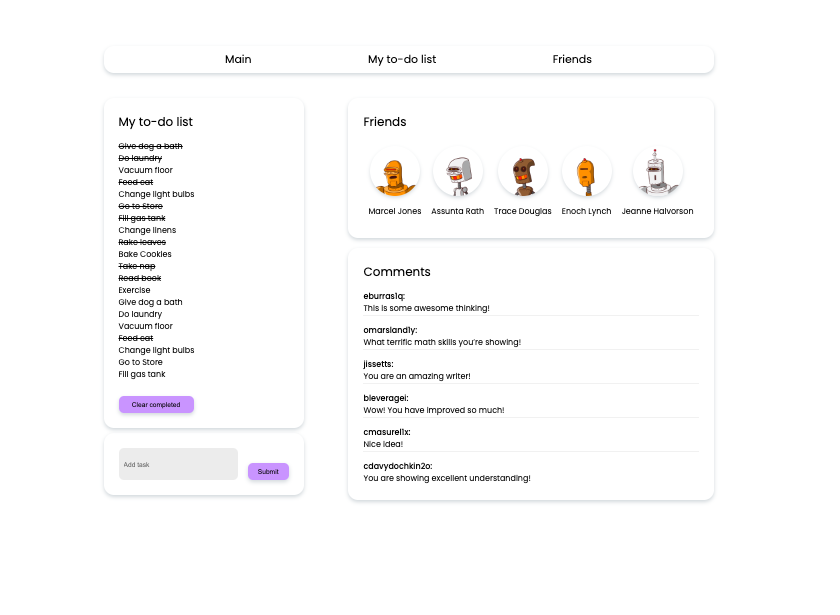 Main
My to-do list
Friends
My to-do list
Give dog a bath
Do laundry
Vacuum floor
Feed cat
Change light bulbs
Go to Store
Fill gas tank
Change linens
Rake leaves
Bake Cookies
Take nap
Read book
Exercise
Give dog a bath
Do laundry
Vacuum floor
Feed cat
Change light bulbs
Go to Store
Fill gas tank
Clear completed
Add task
Submit
Friends
Marcel Jones
Assunta Rath
Trace Douglas
Enoch Lynch
Jeanne Halvorson
Comments
eburras1q:
This is some awesome thinking!
omarsland1y:
What terrific math skills you're showing!
jissetts:
You are an amazing writer!
bleveragei:
Wow! You have improved so much!
cmasurel1x:
Nice idea!
cdavydochkin2o:
You are showing excellent understanding!